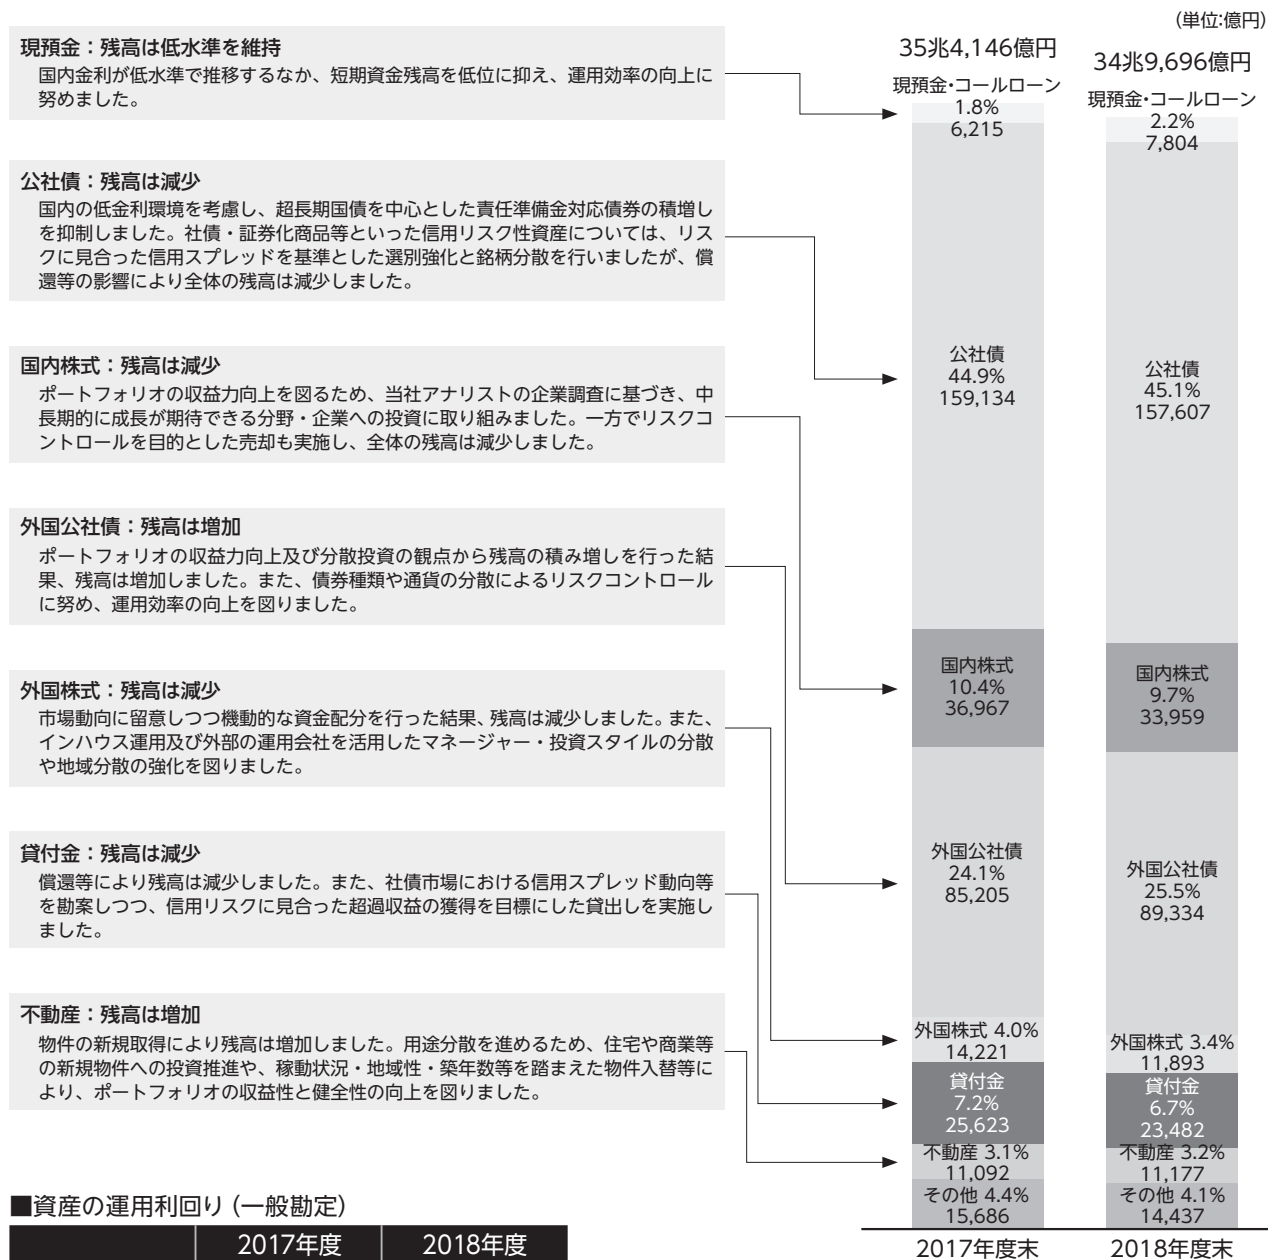 (単位:億円)
現預金：残高は低水準を維持
国内金利が低水準で推移するなか、短期資金残高を低位に抑え、運用効率の向上に
努めました。
公社債：残高は減少
国内の低金利環境を考慮し、超長期国債を中心とした責任準備金対応債券の積増し
を抑制しました。社債・証券化商品等といった信用リスク性資産については、リス
クに見合った信用スプレッドを基準とした選別強化と銘柄分散を行いましたが、償
還等の影響により全体の残高は減少しました。
国内株式：残高は減少
ポートフォリオの収益力向上を図るため、当社アナリストの企業調査に基づき、中
長期的に成長が期待できる分野・企業への投資に取り組みました。一方でリスクコ
ントロールを目的とした売却も実施し、全体の残高は減少しました。
外国公社債：残高は増加
ポートフォリオの収益力向上及び分散投資の観点から残高の積み増しを行った結
果、残高は増加しました。また、債券種類や通貨の分散によるリスクコントロール
に努め、運用効率の向上を図りました。
外国株式：残高は減少
市場動向に留意しつつ機動的な資金配分を行った結果、残高は減少しました。また、
インハウス運用及び外部の運用会社を活用したマネージャー・投資スタイルの分散
や地域分散の強化を図りました。
貸付金：残高は減少
償還等により残高は減少しました。また、社債市場における信用スプレッド動向等
を勘案しつつ、信用リスクに見合った超過収益の獲得を目標にした貸出しを実施し
ました。
不動産：残高は増加
物件の新規取得により残高は増加しました。用途分散を進めるため、住宅や商業等
の新規物件への投資推進や、稼動状況・地域性・築年数等を踏まえた物件入替等に
より、ポートフォリオの収益性と健全性の向上を図りました。
35兆4,146億円
現預金・コールローン
1.8%
6,215
公社債
44.9%
159,134
国内株式
10.4%
36,967
外国公社債
24.1%
85,205
外国株式 4.0%
14,221
貸付金
7.2%
25,623
不動産 3.1%
11,092
その他 4.4%
15,686
2017年度末
34兆9,696億円
現預金・コールローン
2.2%
7,804
公社債
45.1%
157,607
国内株式
9.7%
33,959
外国公社債
25.5%
89,334
外国株式 3.4%
11,893
貸付金
6.7%
23,482
不動産 3.2%
11,177
その他 4.1%
14,437
2018年度末
■資産の運用利回り（一般勘定）
2017年度 2018年度